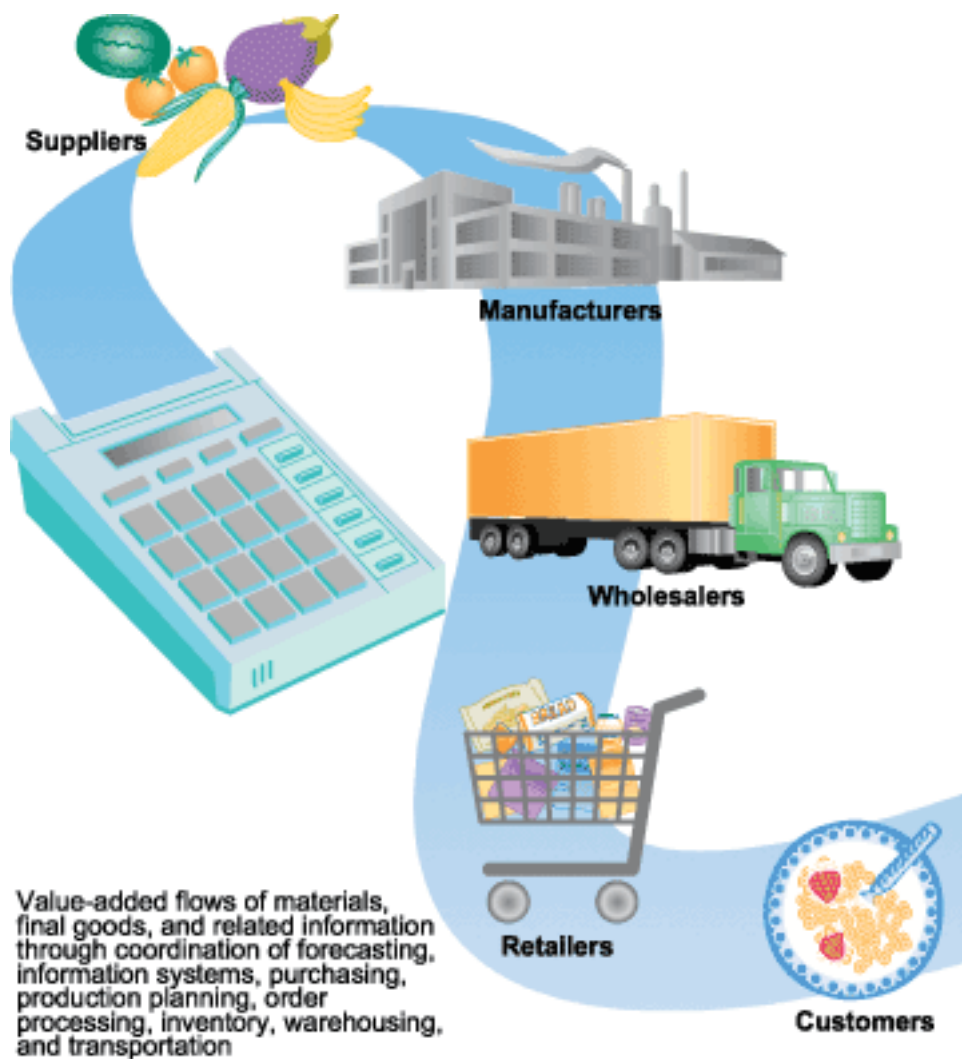 Suppliers
Manufacturers
Wholesalers
Retailers
Customers
Value-added flows of materials,
final goods, and related information
through coordination of forecasting,
information systems, purchasing,
production planning, order
processing, inventory, warehousing,
and transportation